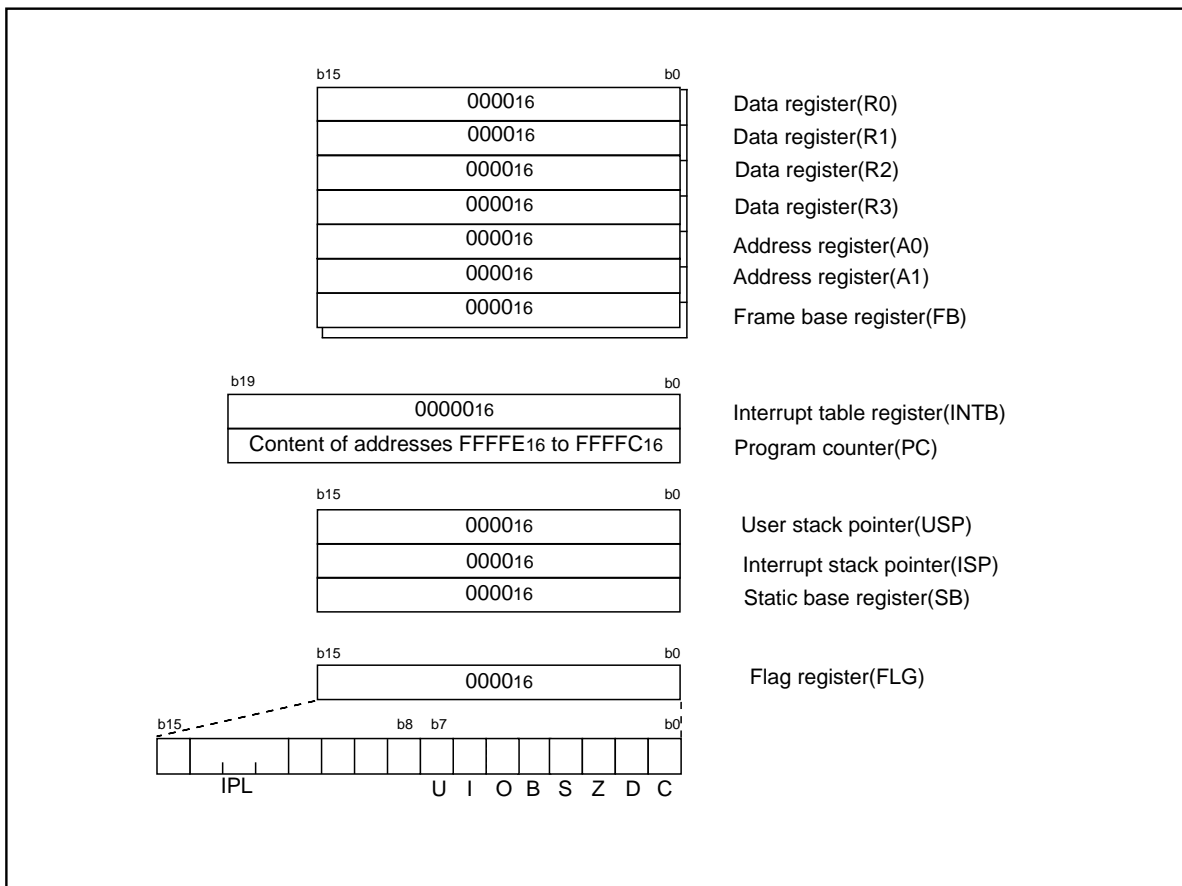 b15 b0
000016 Data register(R0)
000016 Data register(R1)
000016 Data register(R2)
000016 Data register(R3)
000016 Address register(A0)
000016 Address register(A1)
000016 Frame base register(FB)
b19 b0
0000016 Interrupt table register(INTB)
Content of addresses FFFFE16 to FFFFC16 Program counter(PC)
b15 b0
000016 User stack pointer(USP)
000016 Interrupt stack pointer(ISP)
000016 Static base register(SB)
b15 b0
000016 Flag register(FLG)
b15 b8 b7 b0
IPL U I O B S Z D C